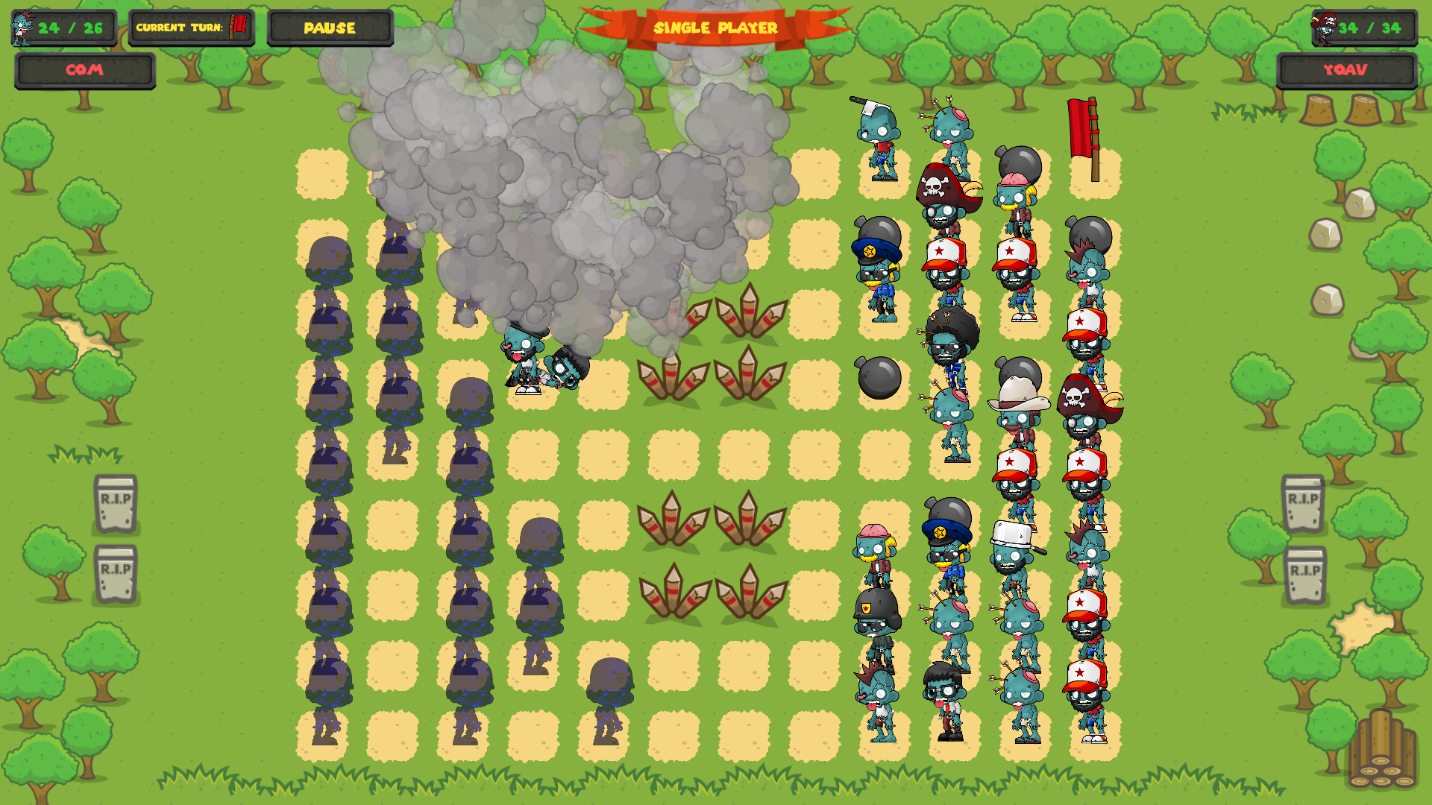 24 / 26
CURRENT TURN:
PAUSE
SINGLE PLAYER
34 / 34
COM
YOAV
R.I.P
R.I.P
R.I.P
R.I.P